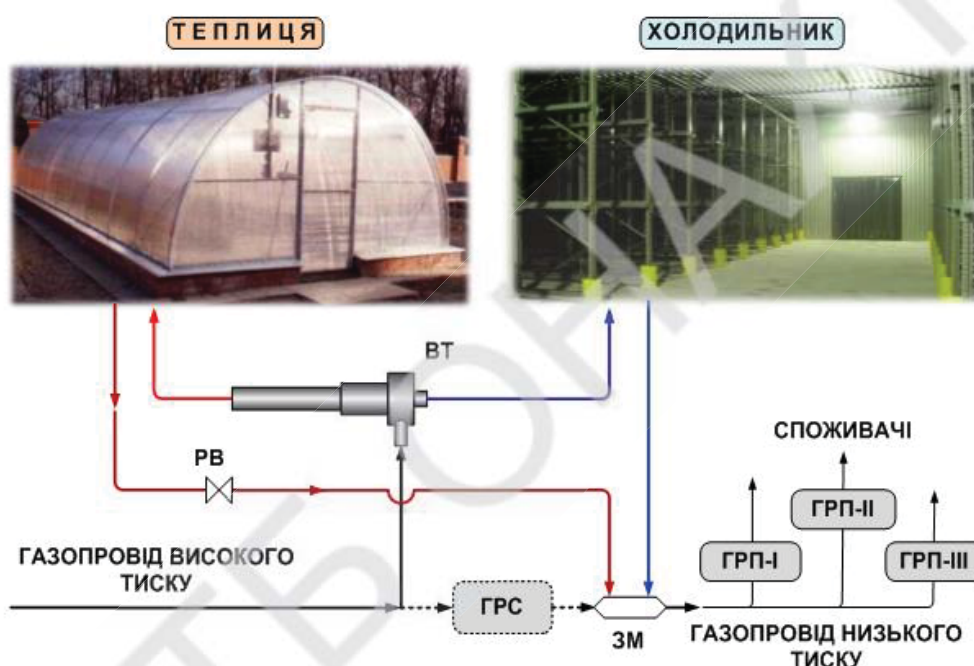 ТЕПЛИЦЯ
ХОЛОДИЛЬНИК
ВТ
РВ
СПОЖИВАЧІ
ГРП-ІІ
ГРП-І
ГРП-ІІІ
ГАЗОПРОВІД ВИСОКОГО
ТИСКУ
ГРС
ЗМ
ГАЗОПРОВІД НИЗЬКОГО
ТИСКУ